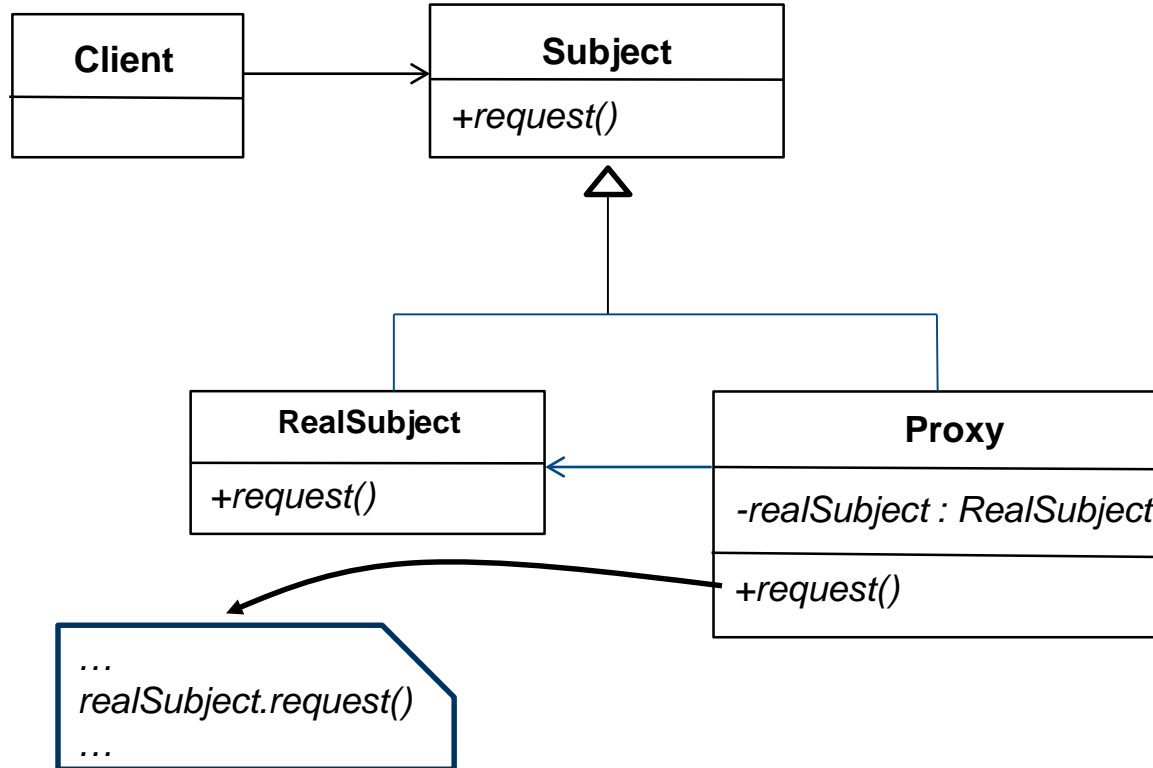 Client
Subject
+request()
RealSubject
+request()
Proxy
-realSubject : RealSubject
+request()
…
realSubject.request()
…